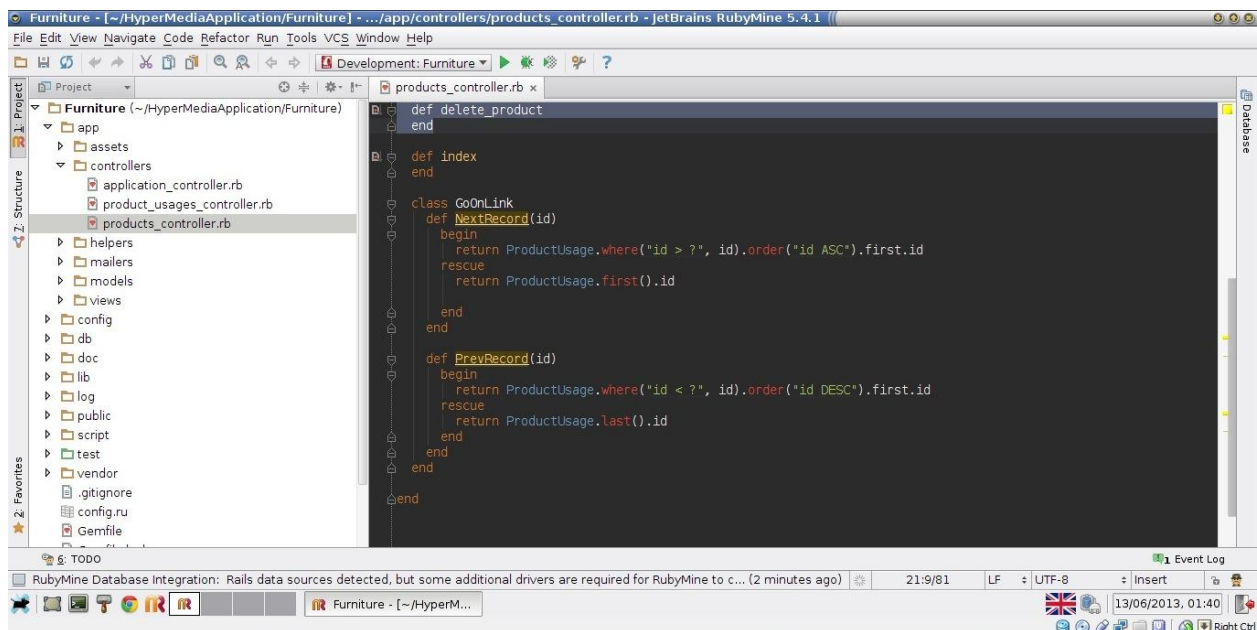 Furniture - [~/HyperMediaApplication/Furniture] - .../app/controllers/products_controller.rb - JetBrains RubyMine 5.4.1
File Edit View Navigate Code Refactor Run Tools VCS Window Help
Development: Furniture
1: Project
7: Structure
2: Favorites
Project
Furniture (~/HyperMediaApplication/Furniture)
app
assets
controllers
application_controller.rb
product_usages_controller.rb
products_controller.rb
helpers
mailers
models
views
config
db
doc
lib
log
public
script
test
vendor
.gitignore
config.ru
Gemfile
products_controller.rb
def delete_product
end
def index
end
class GoOnLink
def NextRecord(id)
begin
return ProductUsage.where("id > ?", id).order("id ASC").first.id
rescue
return ProductUsage.first().id
end
end
def PrevRecord(id)
begin
return ProductUsage.where("id < ?", id).order("id DESC").first.id
rescue
return ProductUsage.last().id
end
end
end
end
Database
6: TODO
1 Event Log
RubyMine Database Integration: Rails data sources detected, but some additional drivers are required for RubyMine to c... (2 minutes ago)
21:9/81
LF
UTF-8
Insert
Furniture - [~/HyperM...
13/06/2013, 01:40
Right Ctrl